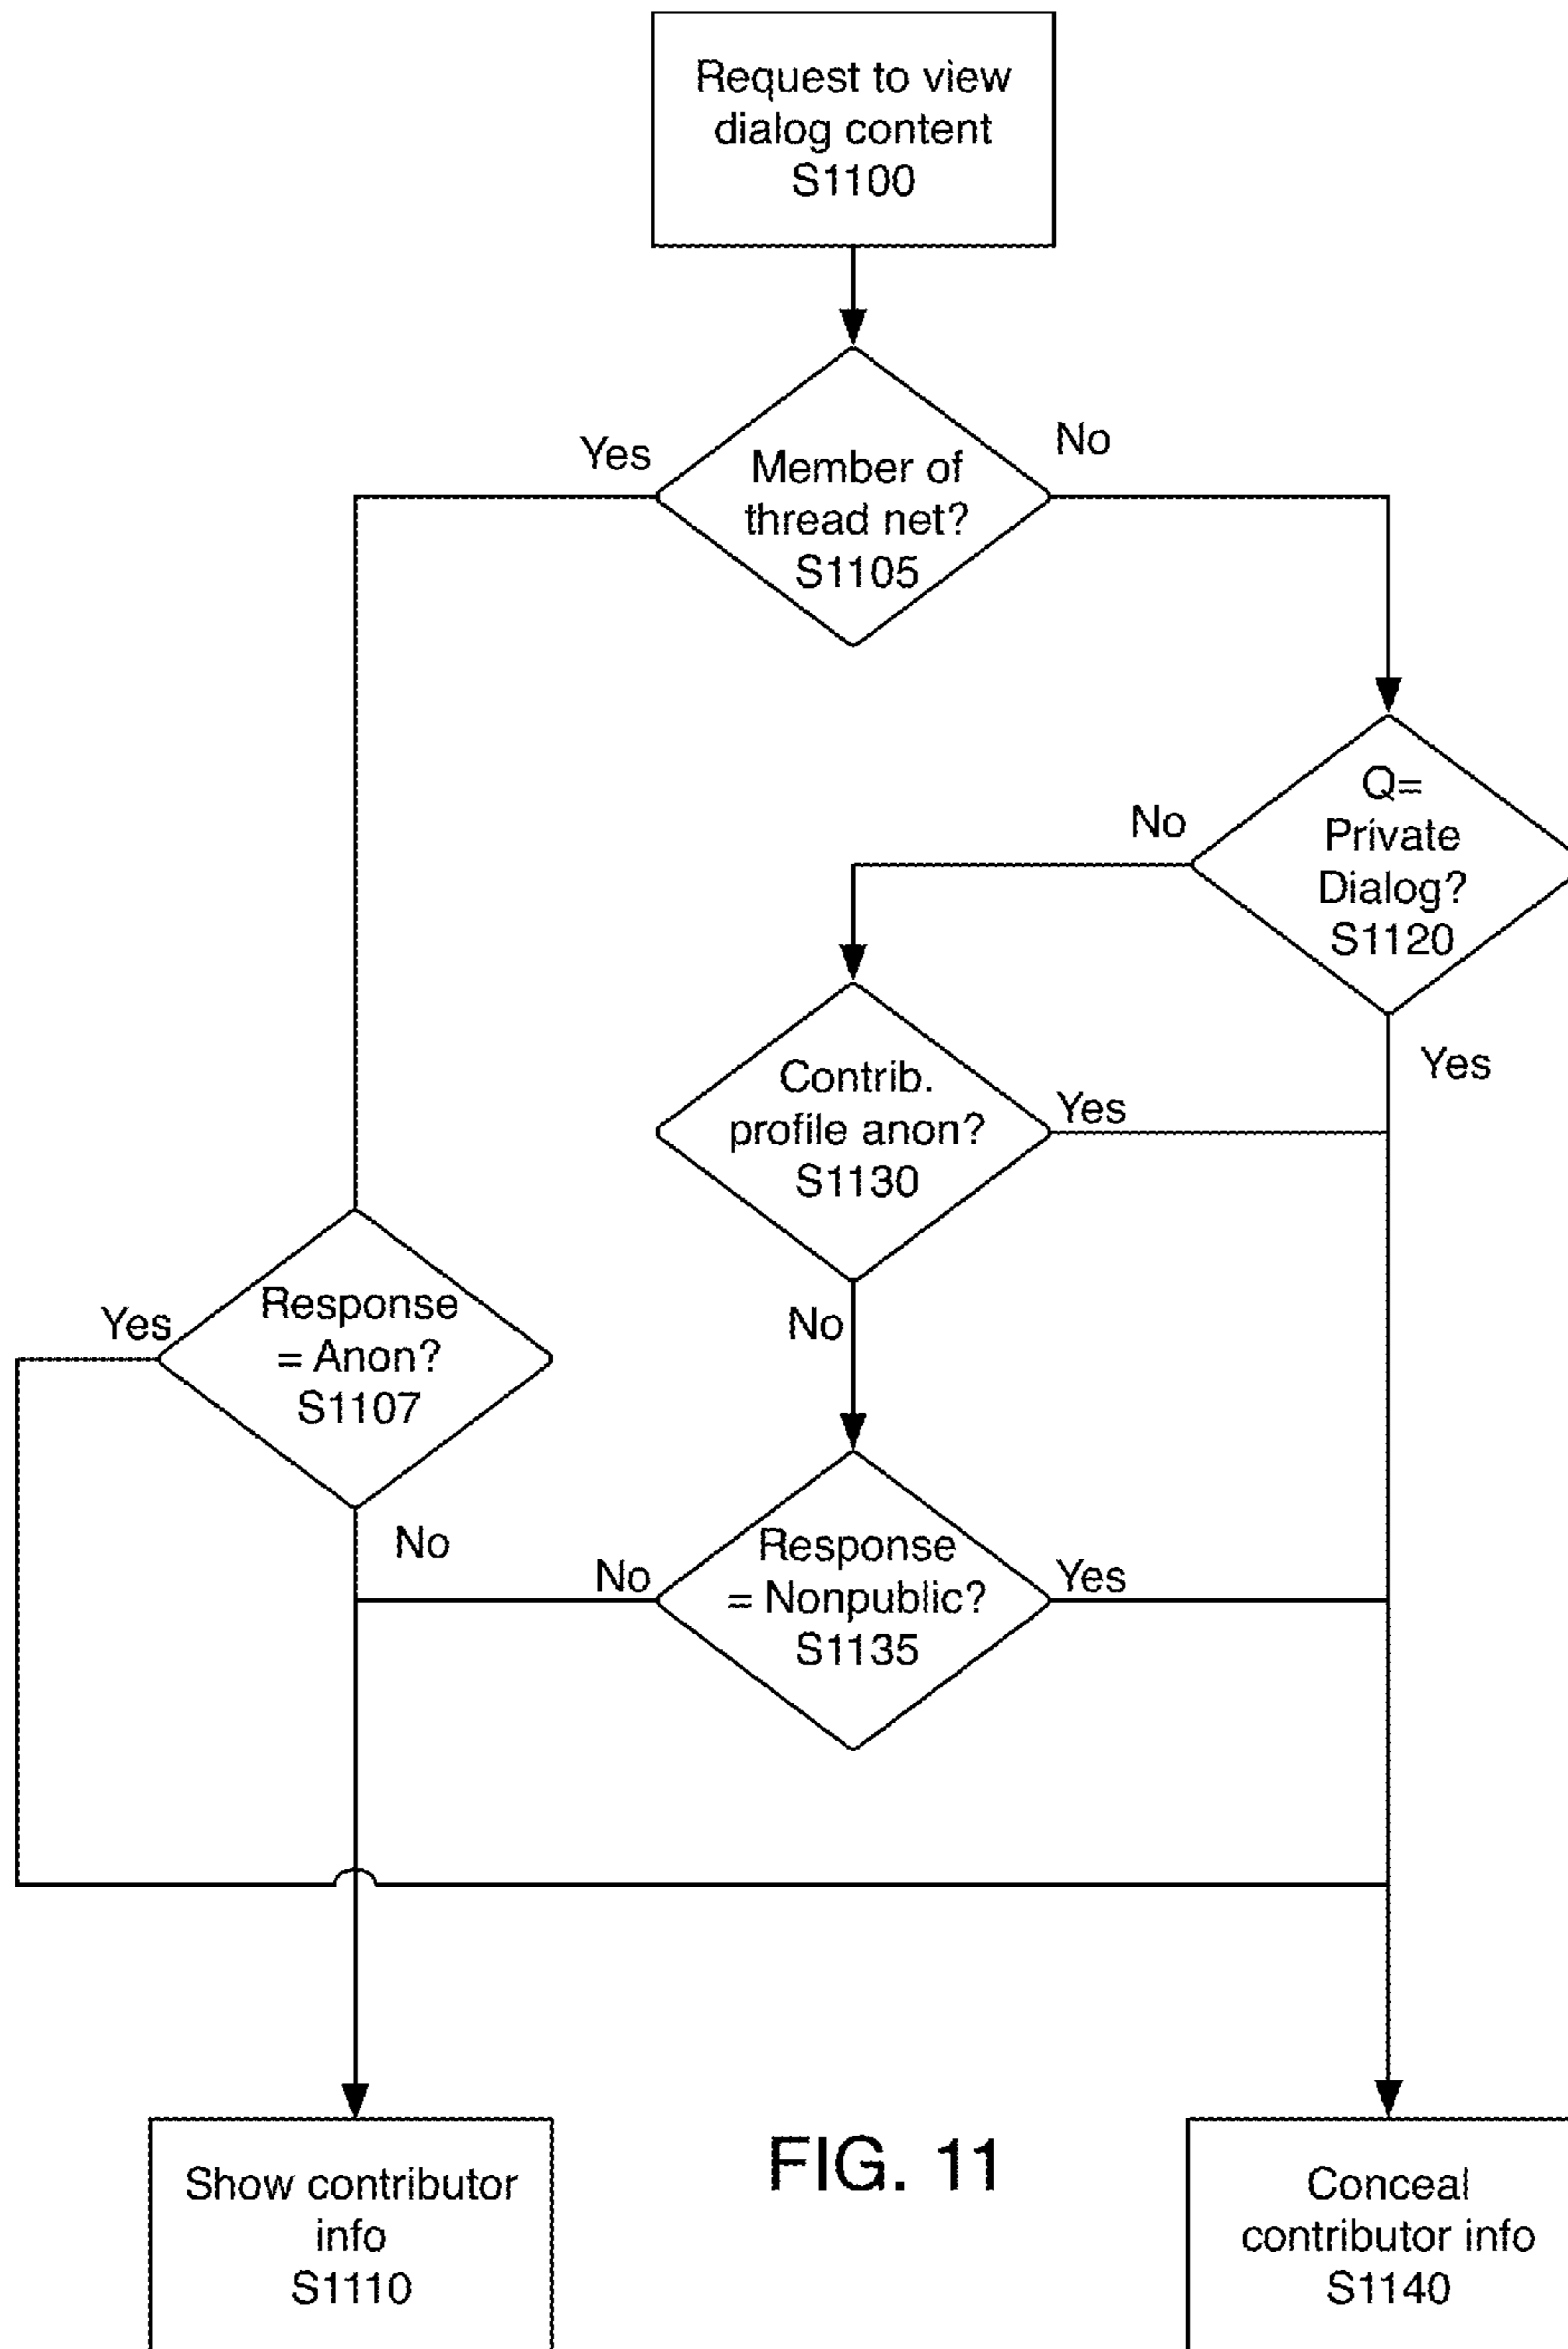 Request to view
dialog content
S1100
Yes
No
Member of
thread net?
S1105
No
Q=
Private
Dialog?
S1120
Yes
Contrib.
profile anon?
S1130
Yes
No
Yes
Response
= Anon?
S1107
No
No
Response
= Nonpublic?
S1135
Yes
FIG. 11
Show contributor
info
S1110
Conceal
contributor info
S1140